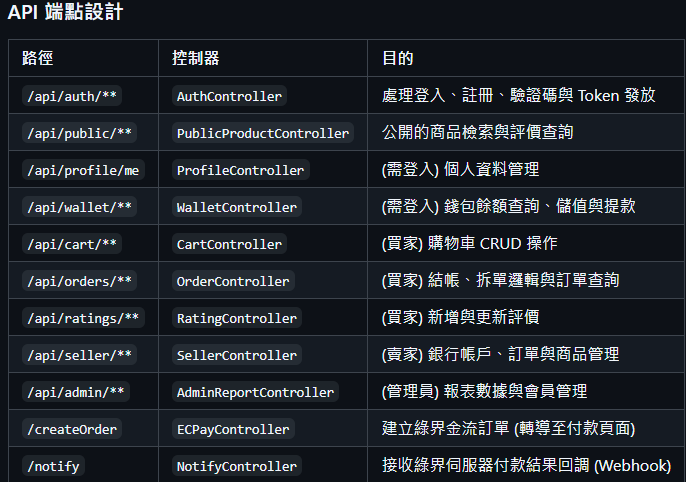 API 端點設計
路徑 控制器 目的
/api/auth/** AuthController 處理登入、註冊、驗證碼與 Token 發放
/api/public/** PublicProductController 公開的商品檢索與評價查詢
/api/profile/me ProfileController (需登入) 個人資料管理
/api/wallet/** WalletController (需登入) 錢包餘額查詢、儲值與提款
/api/cart/** CartController (買家) 購物車 CRUD 操作
/api/orders/** OrderController (買家) 結帳、拆單邏輯與訂單查詢
/api/ratings/** RatingController (買家) 新增與更新評價
/api/seller/** SellerController (賣家) 銀行帳戶、訂單與商品管理
/api/admin/** AdminReportController (管理員) 報表數據與會員管理
/createOrder ECPayController 建立綠界金流訂單 (轉導至付款頁面)
/notify NotifyController 接收綠界伺服器付款結果回調 (Webhook)